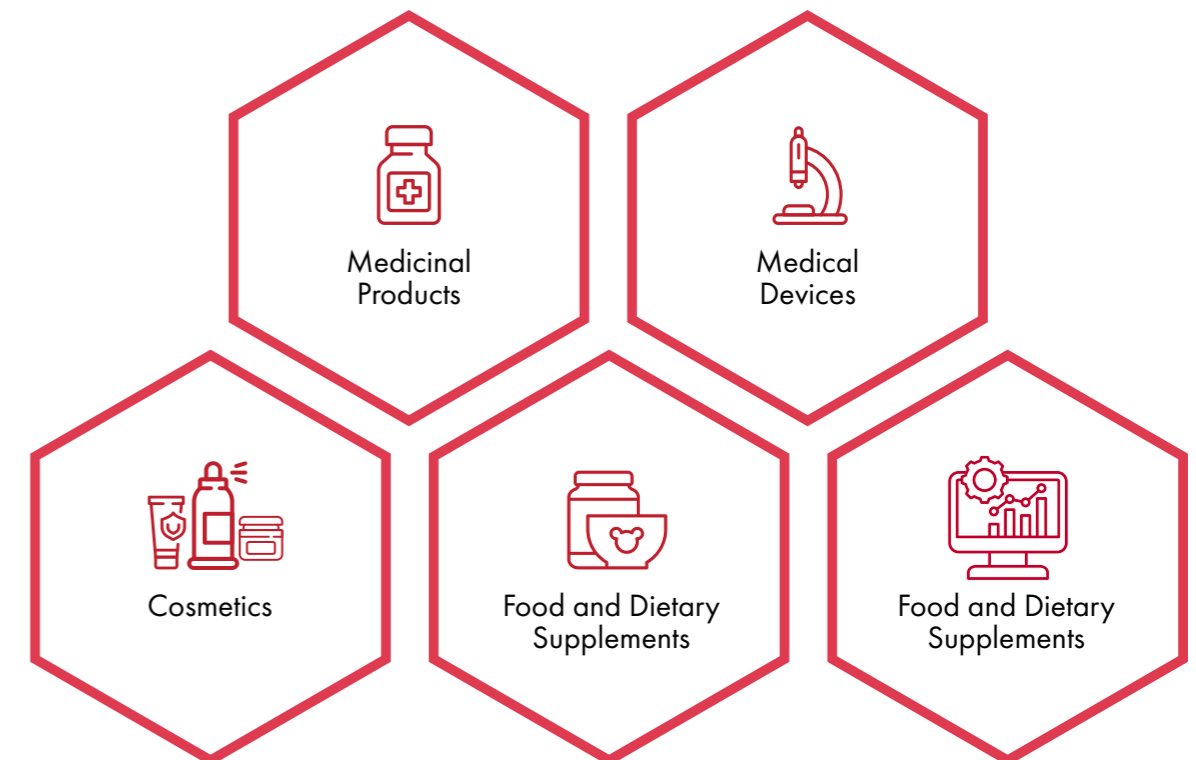 Medicinal
Products
Medical
Devices
Cosmetics
Food and Dietary
Supplements
Food and Dietary
Supplements